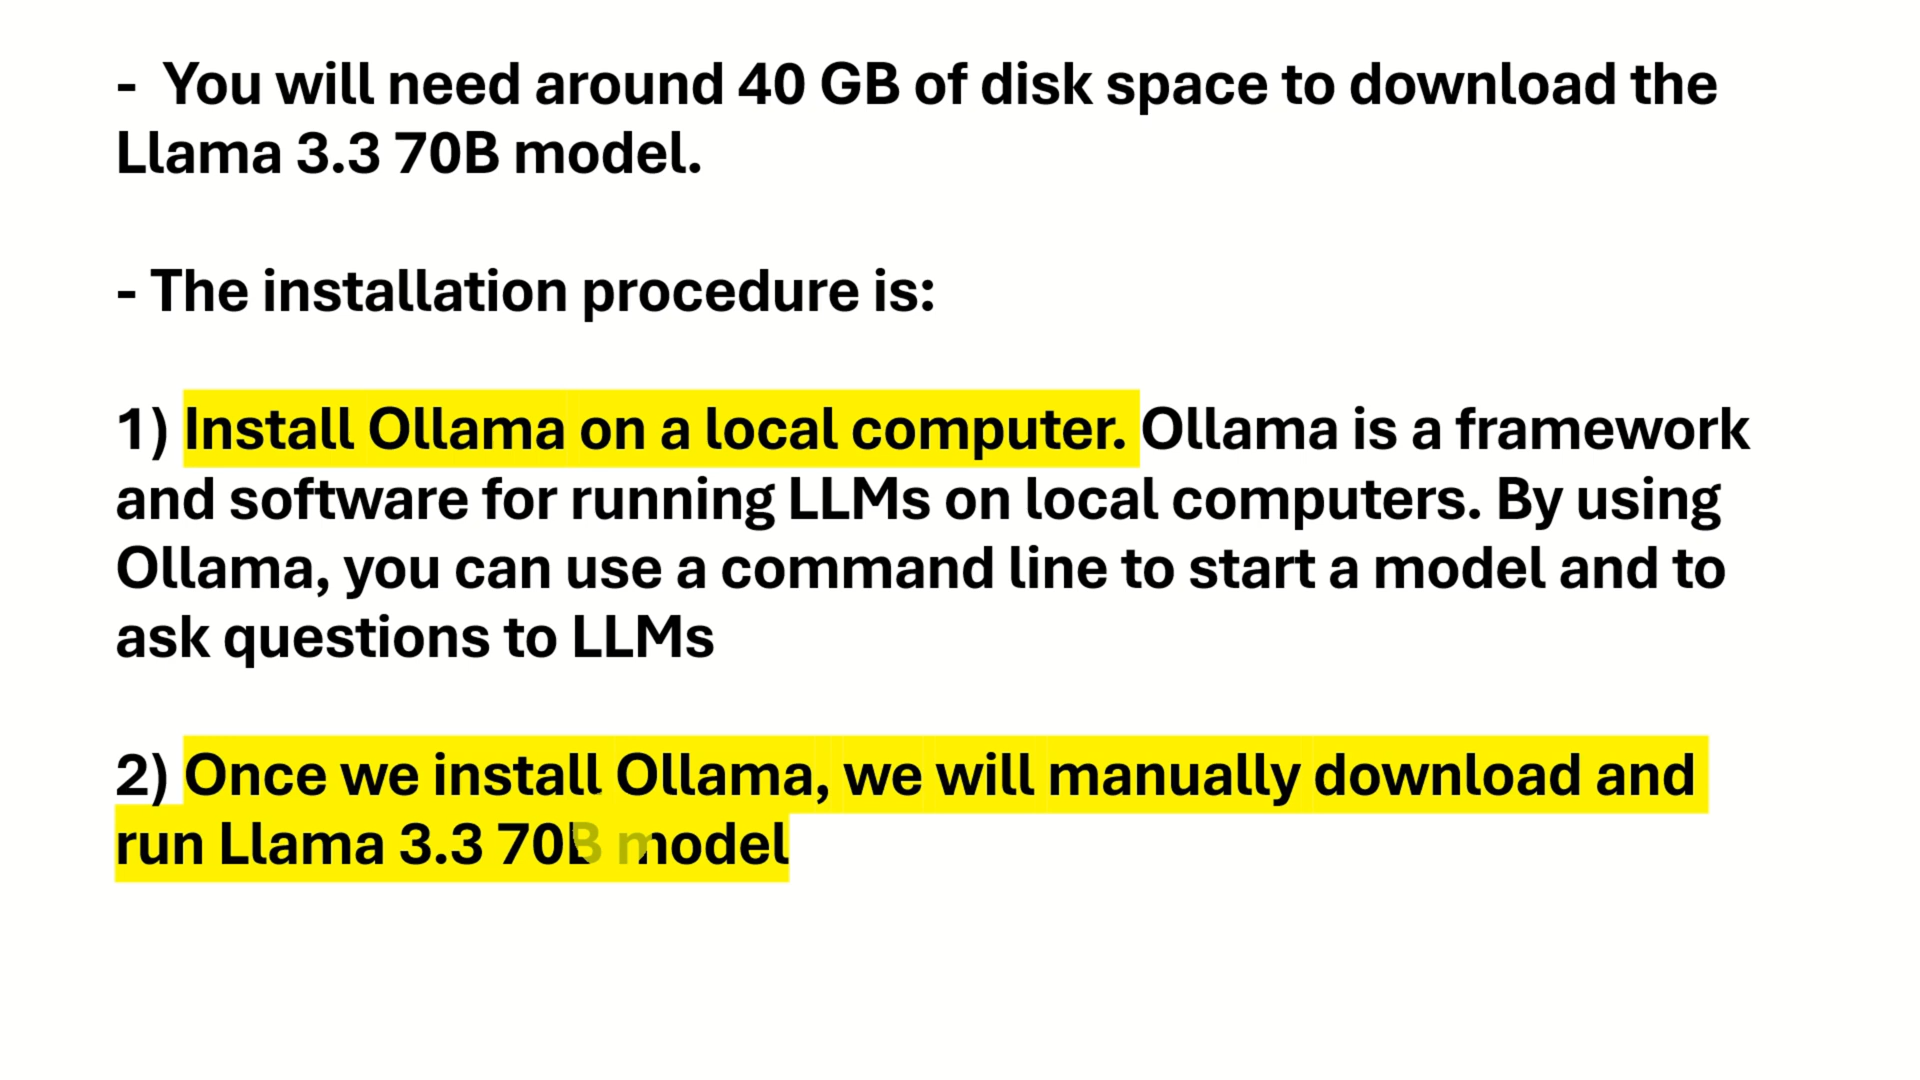 - You will need around 40 GB of disk space to download the
Llama 3.3 70B model.
- The installation procedure is:
1) Install Ollama on a local computer. Ollama is a framework
and software for running LLMs on local computers. By using
Ollama, you can use a command line to start a model and to
ask questions to LLMs
2) Once we install Ollama, we will manually download and
run Llama 3.3 70B model